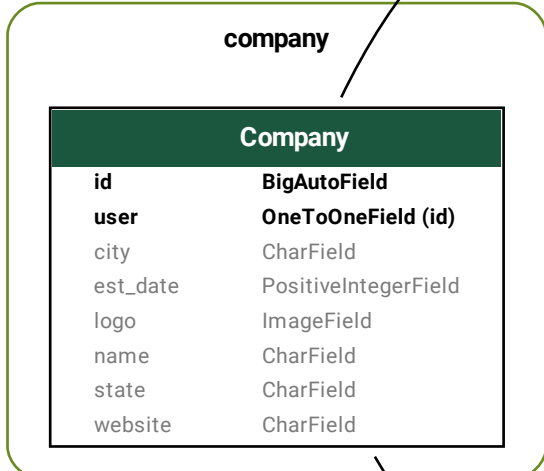 company
Company
id BigAutoField
user OneToOneField (id)
city CharField
est_date PositiveIntegerField
logo ImageField
name CharField
state CharField
website CharField